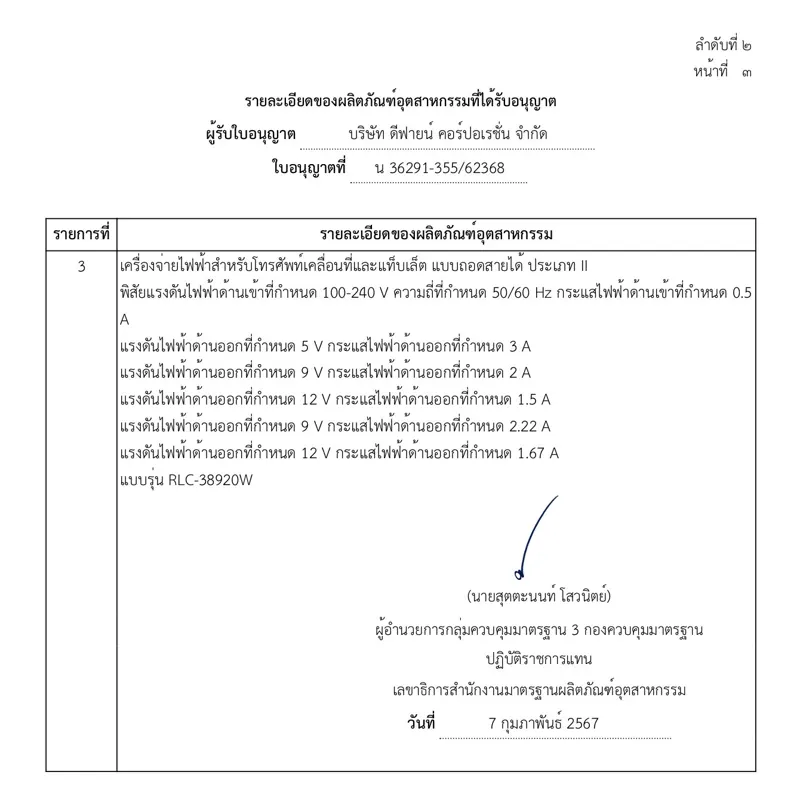 ลำดับที่ ๒
หน้าที่ ๓
รายละเอียดของผลิตภัณฑ์อุตสาหกรรมที่ได้รับอนุญาต
ผู้รับใบอนุญาต บริษัท ดีฟายน์ คอร์ปอเรชั่น จำกัด
ใบอนุญาตที่ น 36291-355/62368
รายการที่ รายละเอียดของผลิตภัณฑ์อุตสาหกรรม
3 เครื่องจ่ายไฟฟ้าสำหรับโทรศัพท์เคลื่อนที่และแท็บเล็ต แบบถอดสายได้ ประเภท II
พิสัยแรงดันไฟฟ้าด้านเข้าที่กำหนด 100-240 V ความถี่ที่กำหนด 50/60 Hz กระแสไฟฟ้าด้านเข้าที่กำหนด 0.5
A
แรงดันไฟฟ้าด้านออกที่กำหนด 5 V กระแสไฟฟ้าด้านออกที่กำหนด 3 A
แรงดันไฟฟ้าด้านออกที่กำหนด 9 V กระแสไฟฟ้าด้านออกที่กำหนด 2 A
แรงดันไฟฟ้าด้านออกที่กำหนด 12 V กระแสไฟฟ้าด้านออกที่กำหนด 1.5 A
แรงดันไฟฟ้าด้านออกที่กำหนด 9 V กระแสไฟฟ้าด้านออกที่กำหนด 2.22 A
แรงดันไฟฟ้าด้านออกที่กำหนด 12 V กระแสไฟฟ้าด้านออกที่กำหนด 1.67 A
แบบรุ่น RLC-38920W
(นายสุตตะนนท์ โสวนิตย์)
ผู้อำนวยการกลุ่มควบคุมมาตรฐาน 3 กองควบคุมมาตรฐาน
ปฏิบัติราชการแทน
เลขาธิการสำนักงานมาตรฐานผลิตภัณฑ์อุตสาหกรรม
วันที่ 7 กุมภาพันธ์ 2567